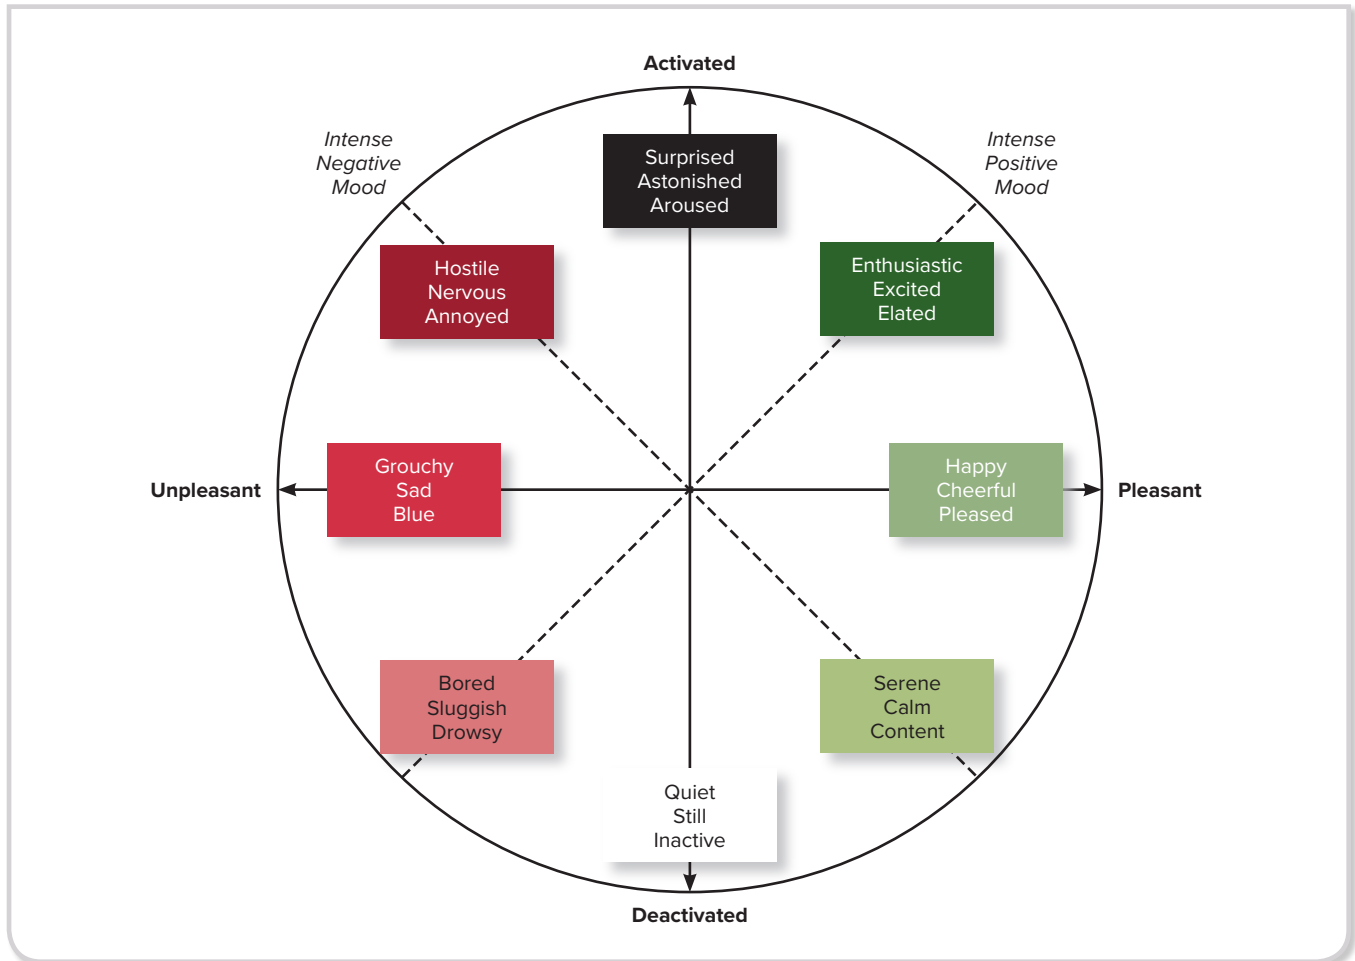 Activated
Intense
Negative
Mood
Intense
Positive
Mood
Surprised
Astonished
Aroused
Hostile
Nervous
Annoyed
Enthusiastic
Excited
Elated
Unpleasant
Grouchy
Sad
Blue
Happy
Cheerful
Pleased
Pleasant
Bored
Sluggish
Drowsy
Serene
Calm
Content
Quiet
Still
Inactive
Deactivated